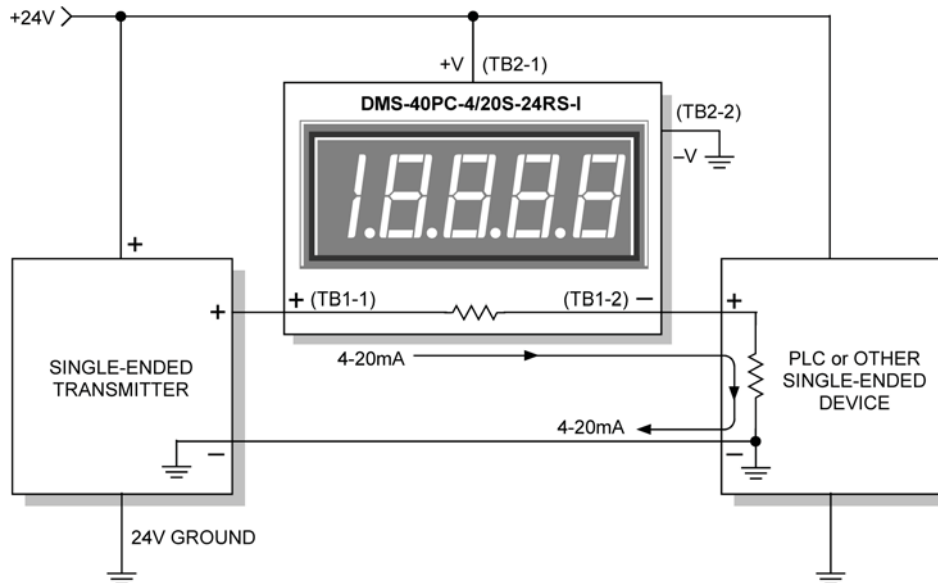 +24V
+V (TB2-1)
DMS-40PC-4/20S-24RS-I
(TB2-2)
–V
1.8.8.8.8
+
+ + (TB1-1) (TB1-2) – +
SINGLE-ENDED
TRANSMITTER
4-20mA
PLC or OTHER
SINGLE-ENDED
DEVICE
4-20mA
– –
24V GROUND